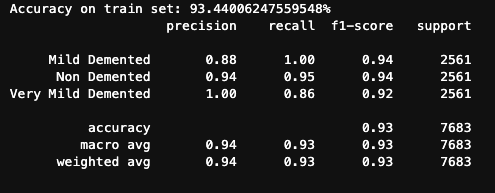 Accuracy on train set: 93.44006247559548%
precision recall f1-score support
Mild Demented 0.88 1.00 0.94 2561
Non Demented 0.94 0.95 0.94 2561
Very Mild Demented 1.00 0.86 0.92 2561
accuracy 0.93 7683
macro avg 0.94 0.93 0.93 7683
weighted avg 0.94 0.93 0.93 7683